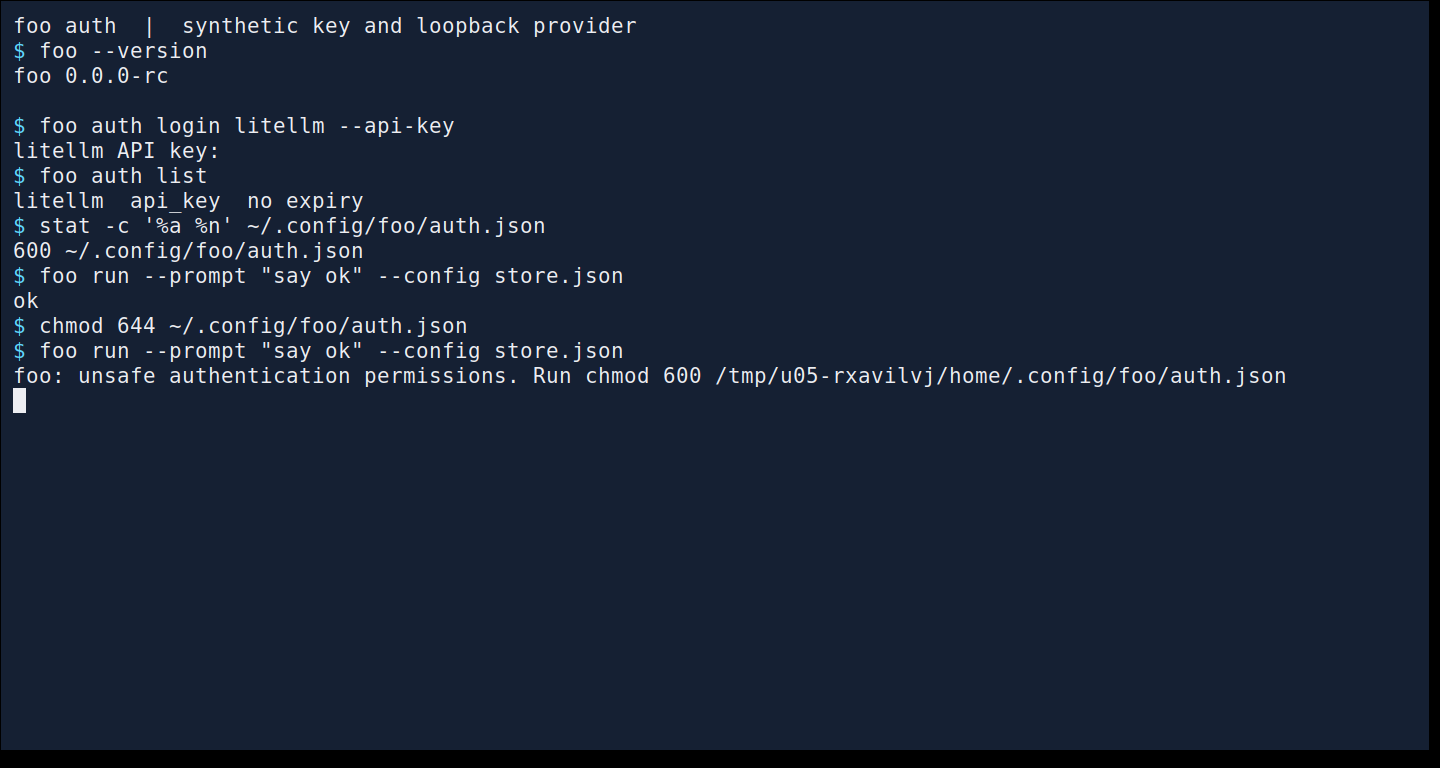 foo auth  |  synthetic key and loopback provider
$ foo --version
foo 0.0.0-rc
$ foo auth login litellm --api-key
litellm API key:
$ foo auth list
litellm  api_key  no expiry
$ stat -c '%a %n' ~/.config/foo/auth.json
600 ~/.config/foo/auth.json
$ foo run --prompt "say ok" --config store.json
ok
$ chmod 644 ~/.config/foo/auth.json
$ foo run --prompt "say ok" --config store.json
foo: unsafe authentication permissions. Run chmod 600 /tmp/u05-rxavilvj/home/.config/foo/auth.json